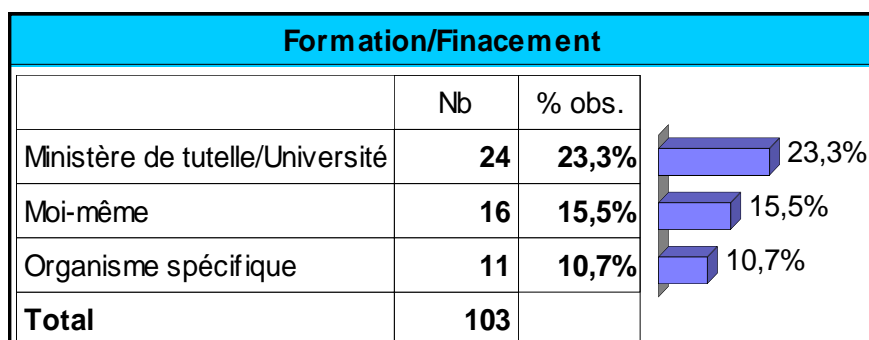 Formation/Finacement
Nb % obs.
Ministère de tutelle/Université 24 23,3% 23,3%
Moi-même 16 15,5% 15,5%
Organisme spécifique 11 10,7% 10,7%
Total 103